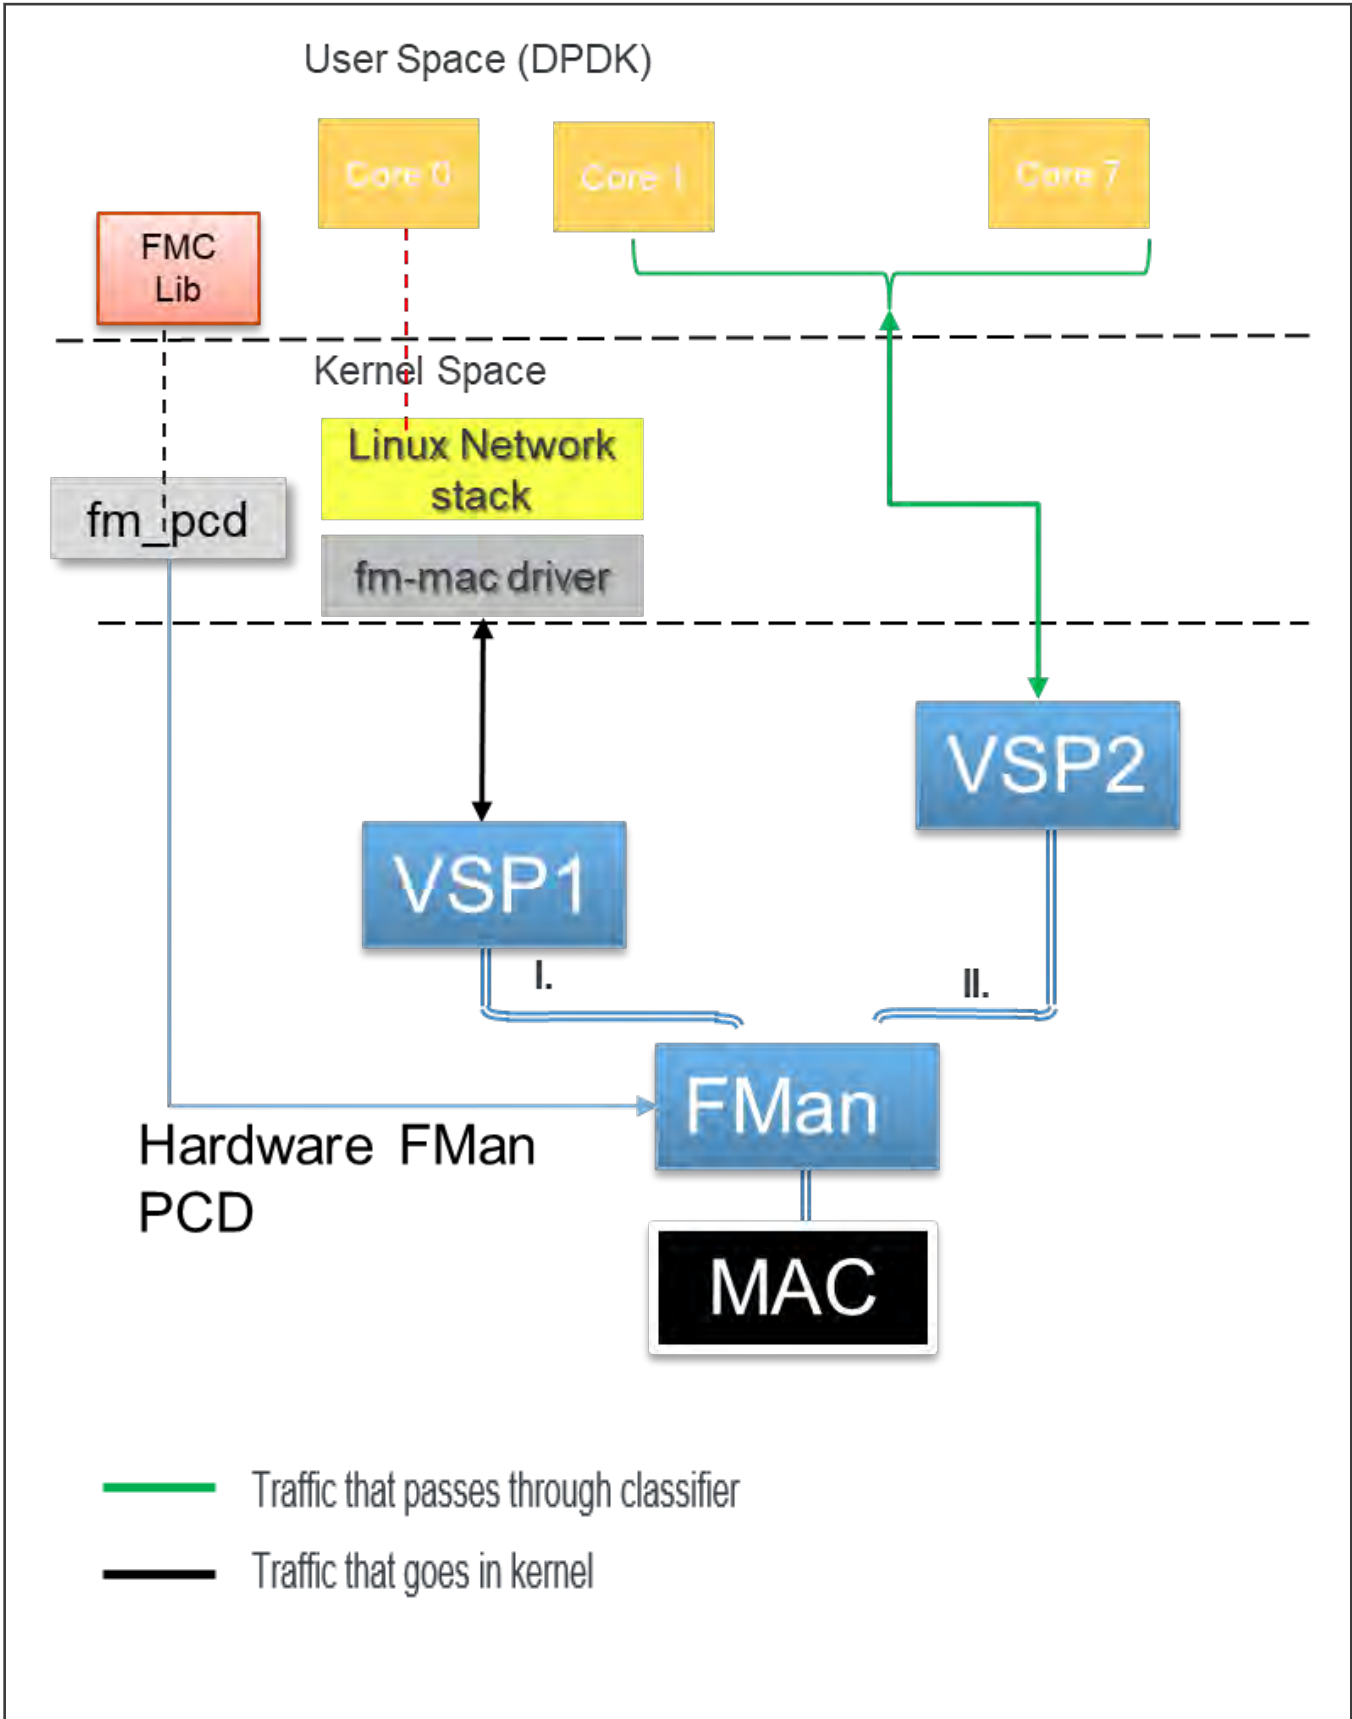 User Space (DPDK)
Core 0
Core 1
Core 7
FMC
Lib
Kernel Space
Linux Network
stack
fm_pcd
fm-mac driver
VSP2
VSP1
I.
II.
FMan
Hardware FMan
PCD
MAC
Traffic that passes through classifier
Traffic that goes in kernel